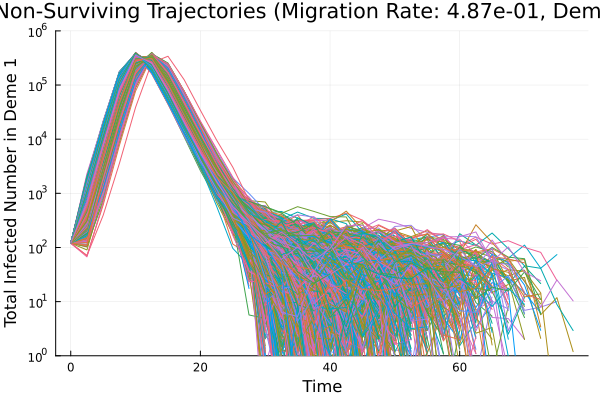 Non-Surviving Trajectories (Migration Rate: 4.87e-01, Dem
Total Infected Number in Deme 1
10^6
10^5
10^4
10^3
10^2
10^1
10^0
0 20 40 60
Time